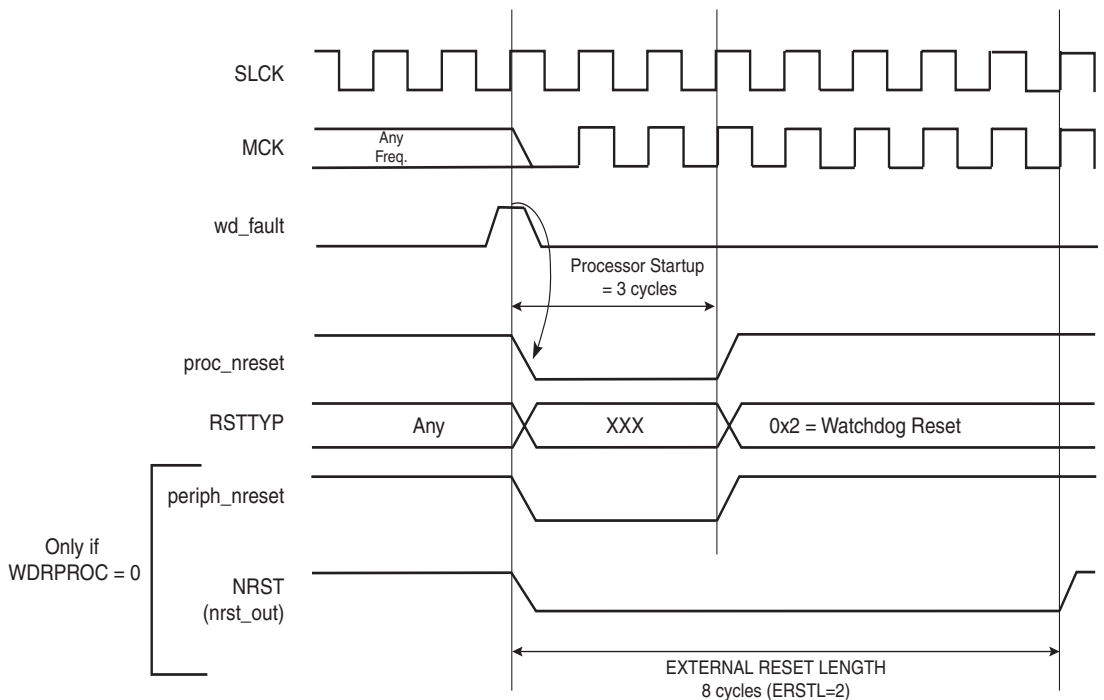 SLCK
MCK
Any
Freq.
wd_fault
Processor Startup
= 3 cycles
proc_nreset
RSTTYP
Any
XXX
0x2 = Watchdog Reset
periph_nreset
Only if
WDRPROC = 0
NRST
(nrst_out)
EXTERNAL RESET LENGTH
8 cycles (ERSTL=2)